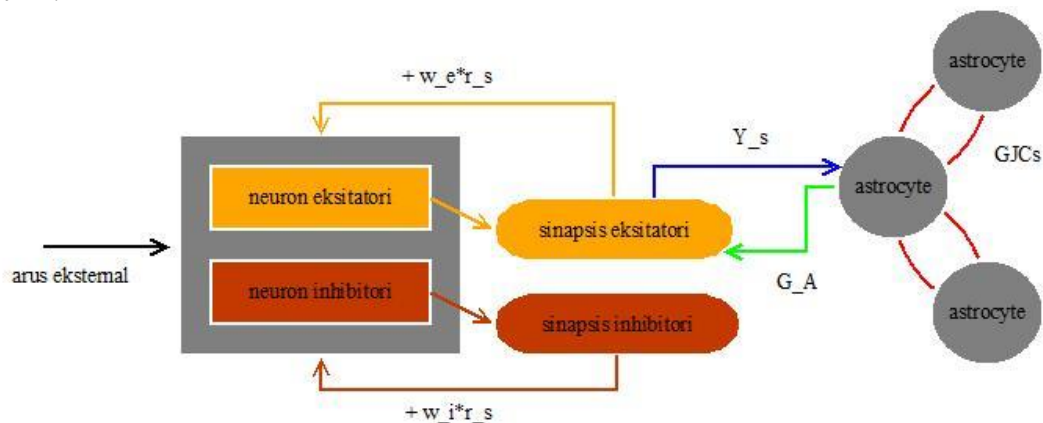 astrocyte
+ w_e*r_s
Y_s
GJCs
neuron eksitatori
astrocyte
sinapsis eksitatori
arus eksternal
G_A
neuron inhibitori
astrocyte
sinapsis inhibitori
+ w_i*r_s